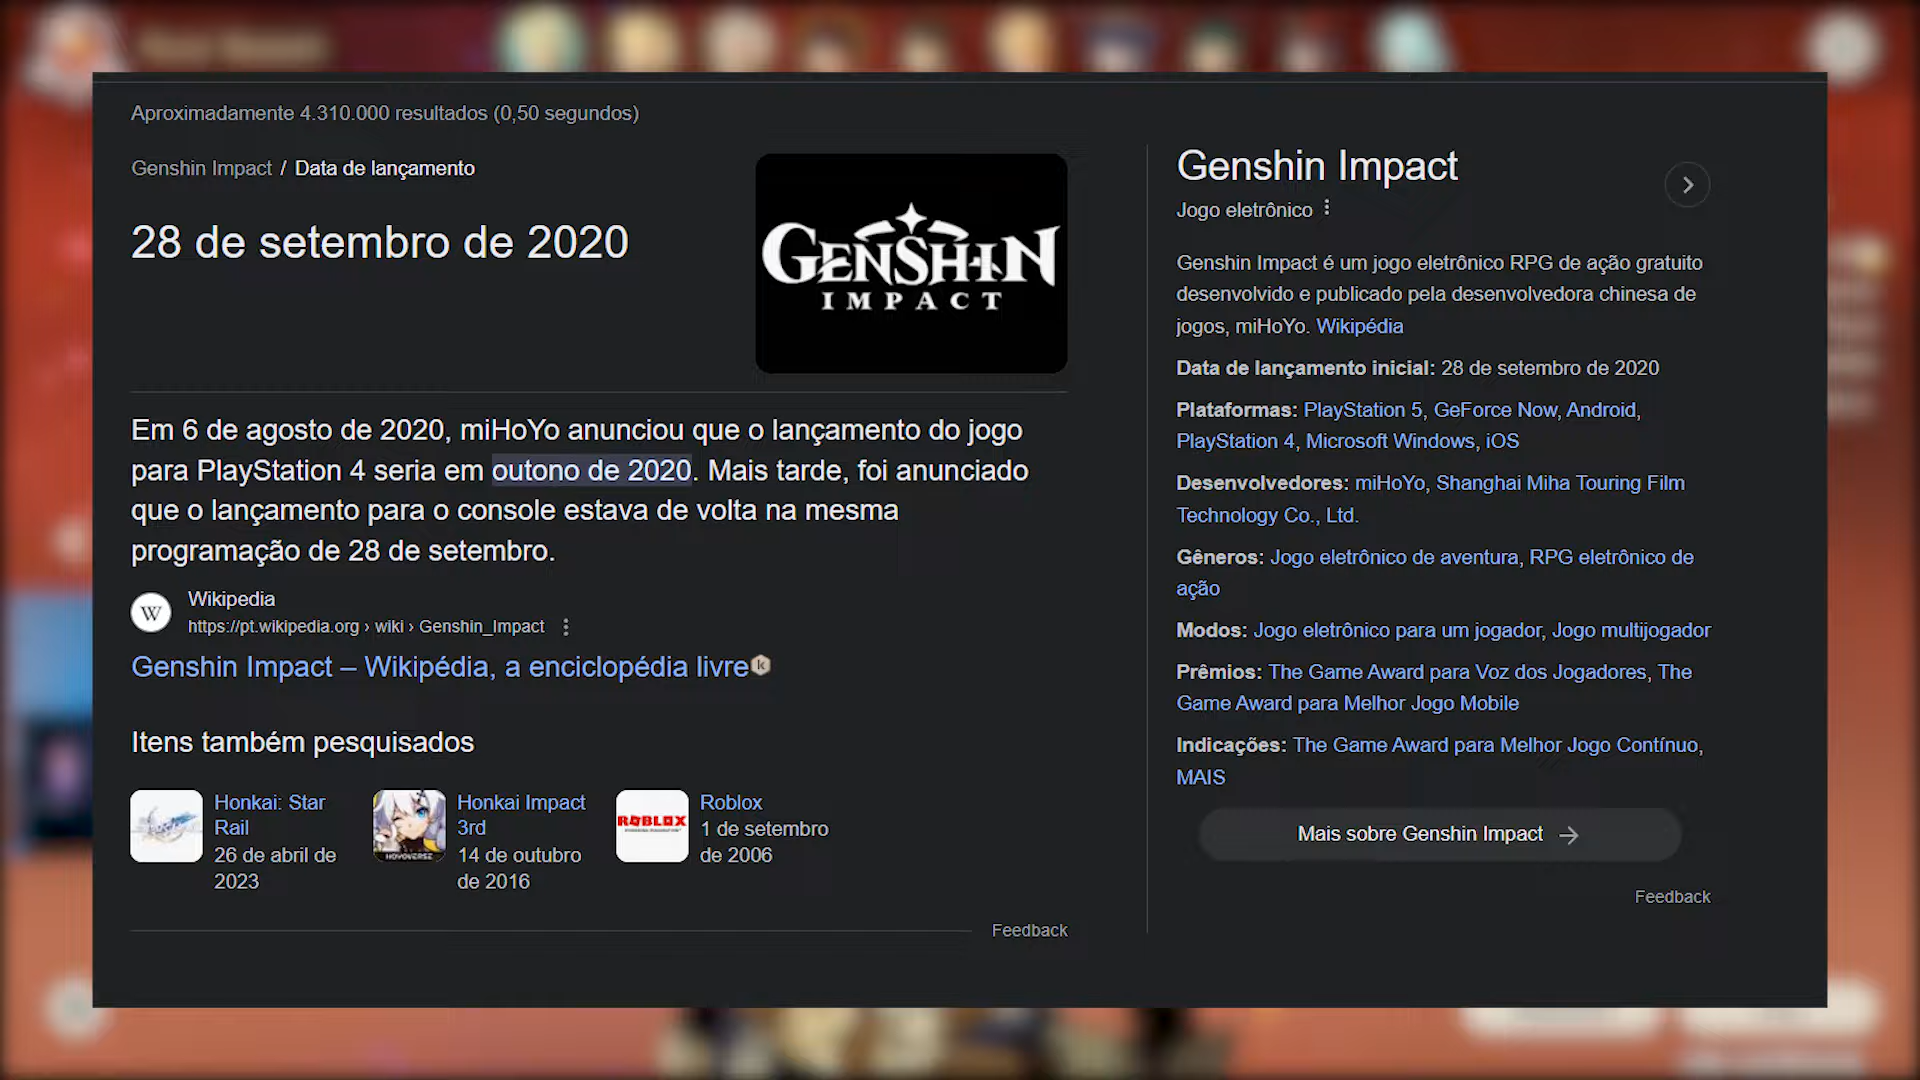 Aproximadamente 4.310.000 resultados (0,50 segundos)
Genshin Impact / Data de lançamento
28 de setembro de 2020
GENSHIN
IMPACT
Em 6 de agosto de 2020, miHoYo anunciou que o lançamento do jogo
para PlayStation 4 seria em outono de 2020. Mais tarde, foi anunciado
que o lançamento para o console estava de volta na mesma
programação de 28 de setembro.
W
Wikipedia
https://pt.wikipedia.org › wiki › Genshin_Impact
Genshin Impact – Wikipédia, a enciclopédia livre
k
Itens também pesquisados
Honkai: Star
Rail
26 de abril de
2023
HOYOVERSE
Honkai Impact
3rd
14 de outubro
de 2016
ROBLOX
Roblox
1 de setembro
de 2006
Feedback
Genshin Impact
Jogo eletrônico
Genshin Impact é um jogo eletrônico RPG de ação gratuito
desenvolvido e publicado pela desenvolvedora chinesa de
jogos, miHoYo. Wikipédia
Data de lançamento inicial: 28 de setembro de 2020
Plataformas: PlayStation 5, GeForce Now, Android,
PlayStation 4, Microsoft Windows, iOS
Desenvolvedores: miHoYo, Shanghai Miha Touring Film
Technology Co., Ltd.
Gêneros: Jogo eletrônico de aventura, RPG eletrônico de
ação
Modos: Jogo eletrônico para um jogador, Jogo multijogador
Prêmios: The Game Award para Voz dos Jogadores, The
Game Award para Melhor Jogo Mobile
Indicações: The Game Award para Melhor Jogo Contínuo,
MAIS
Mais sobre Genshin Impact
Feedback